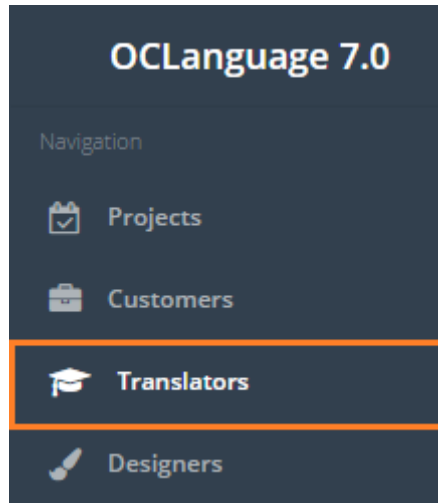 OCLanguage 7.0
Navigation
Projects
Customers
Translators
Designers